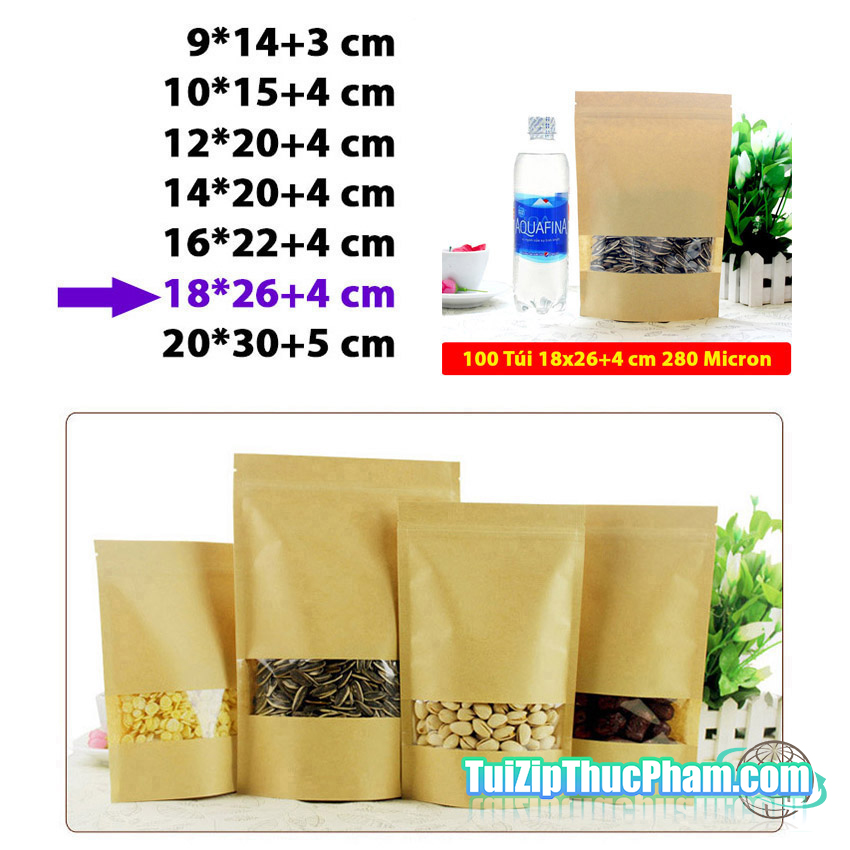 9*14+3 cm
10*15+4 cm
12*20+4 cm
14*20+4 cm
16*22+4 cm
18*26+4 cm
20*30+5 cm
AQUAFINA
100 Túi 18x26+4 cm 280 Micron
TuiZipThucPham.com